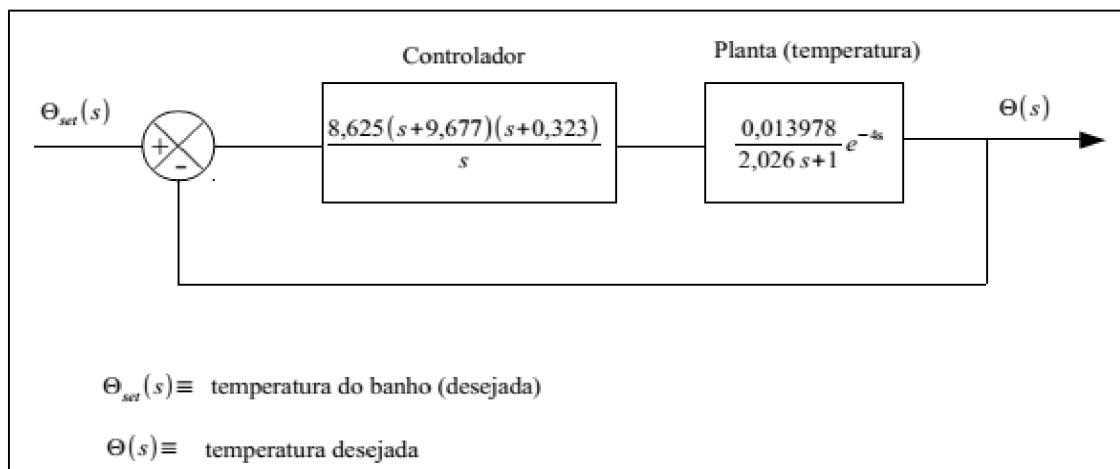 Controlador
Planta (temperatura)
Θset(s)
+
-
8,625(s+9,677)(s+0,323)
s
0,013978
2,026 s+1
e^-4s
Θ(s)
Θset(s)≡ temperatura do banho (desejada)
Θ(s)≡ temperatura desejada